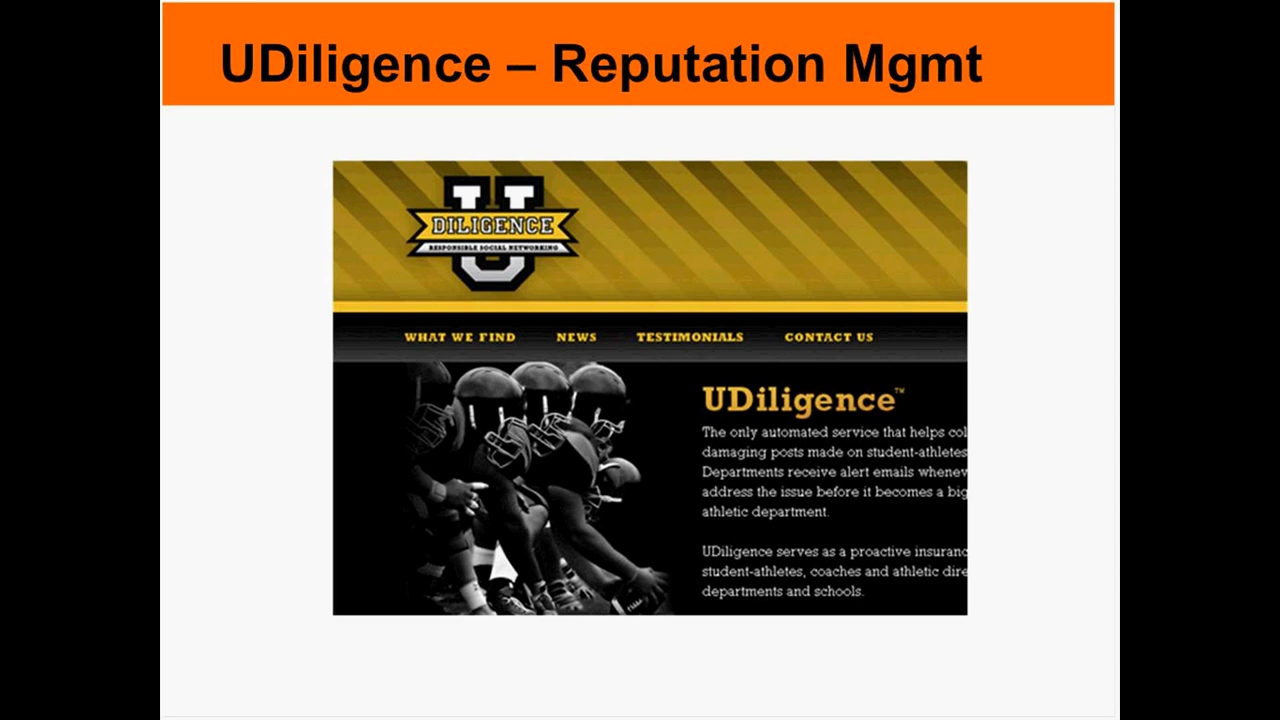 UDiligence – Reputation Mgmt
U
DILIGENCE
RESPONSIBLE SOCIAL NETWORKING
WHAT WE FIND NEWS TESTIMONIALS CONTACT US
UDiligence™
The only automated service that helps col
damaging posts made on student-athletes
Departments receive alert emails whenev
address the issue before it becomes a big
athletic department.
UDiligence serves as a proactive insuranc
student-athletes, coaches and athletic dire
departments and schools.